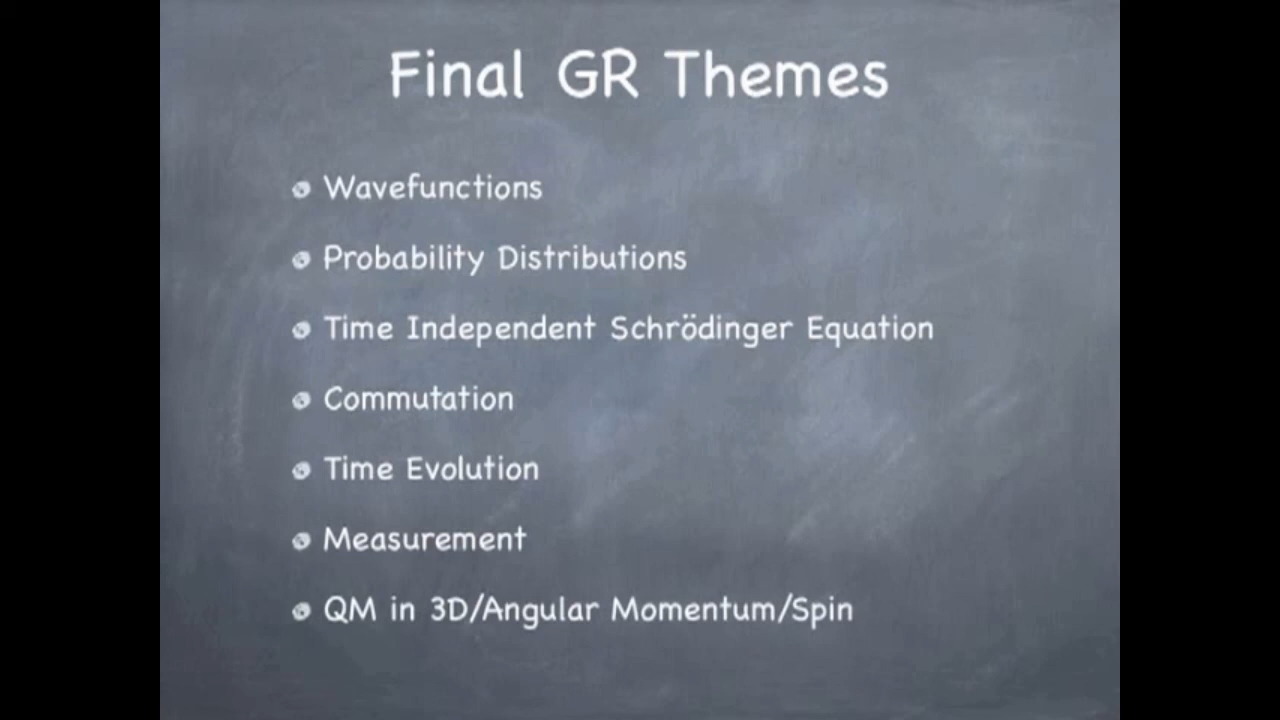 Final GR Themes
Wavefunctions
Probability Distributions
Time Independent Schrödinger Equation
Commutation
Time Evolution
Measurement
QM in 3D/Angular Momentum/Spin